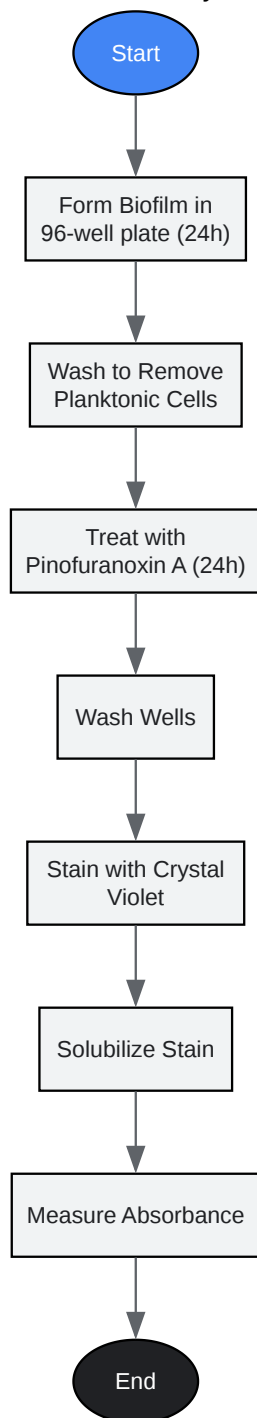 Start
Form Biofilm in
96-well plate (24h)
Wash to Remove
Planktonic Cells
Treat with
Pinofuranoxin A (24h)
Wash Wells
Stain with Crystal
Violet
Solubilize Stain
Measure Absorbance
End